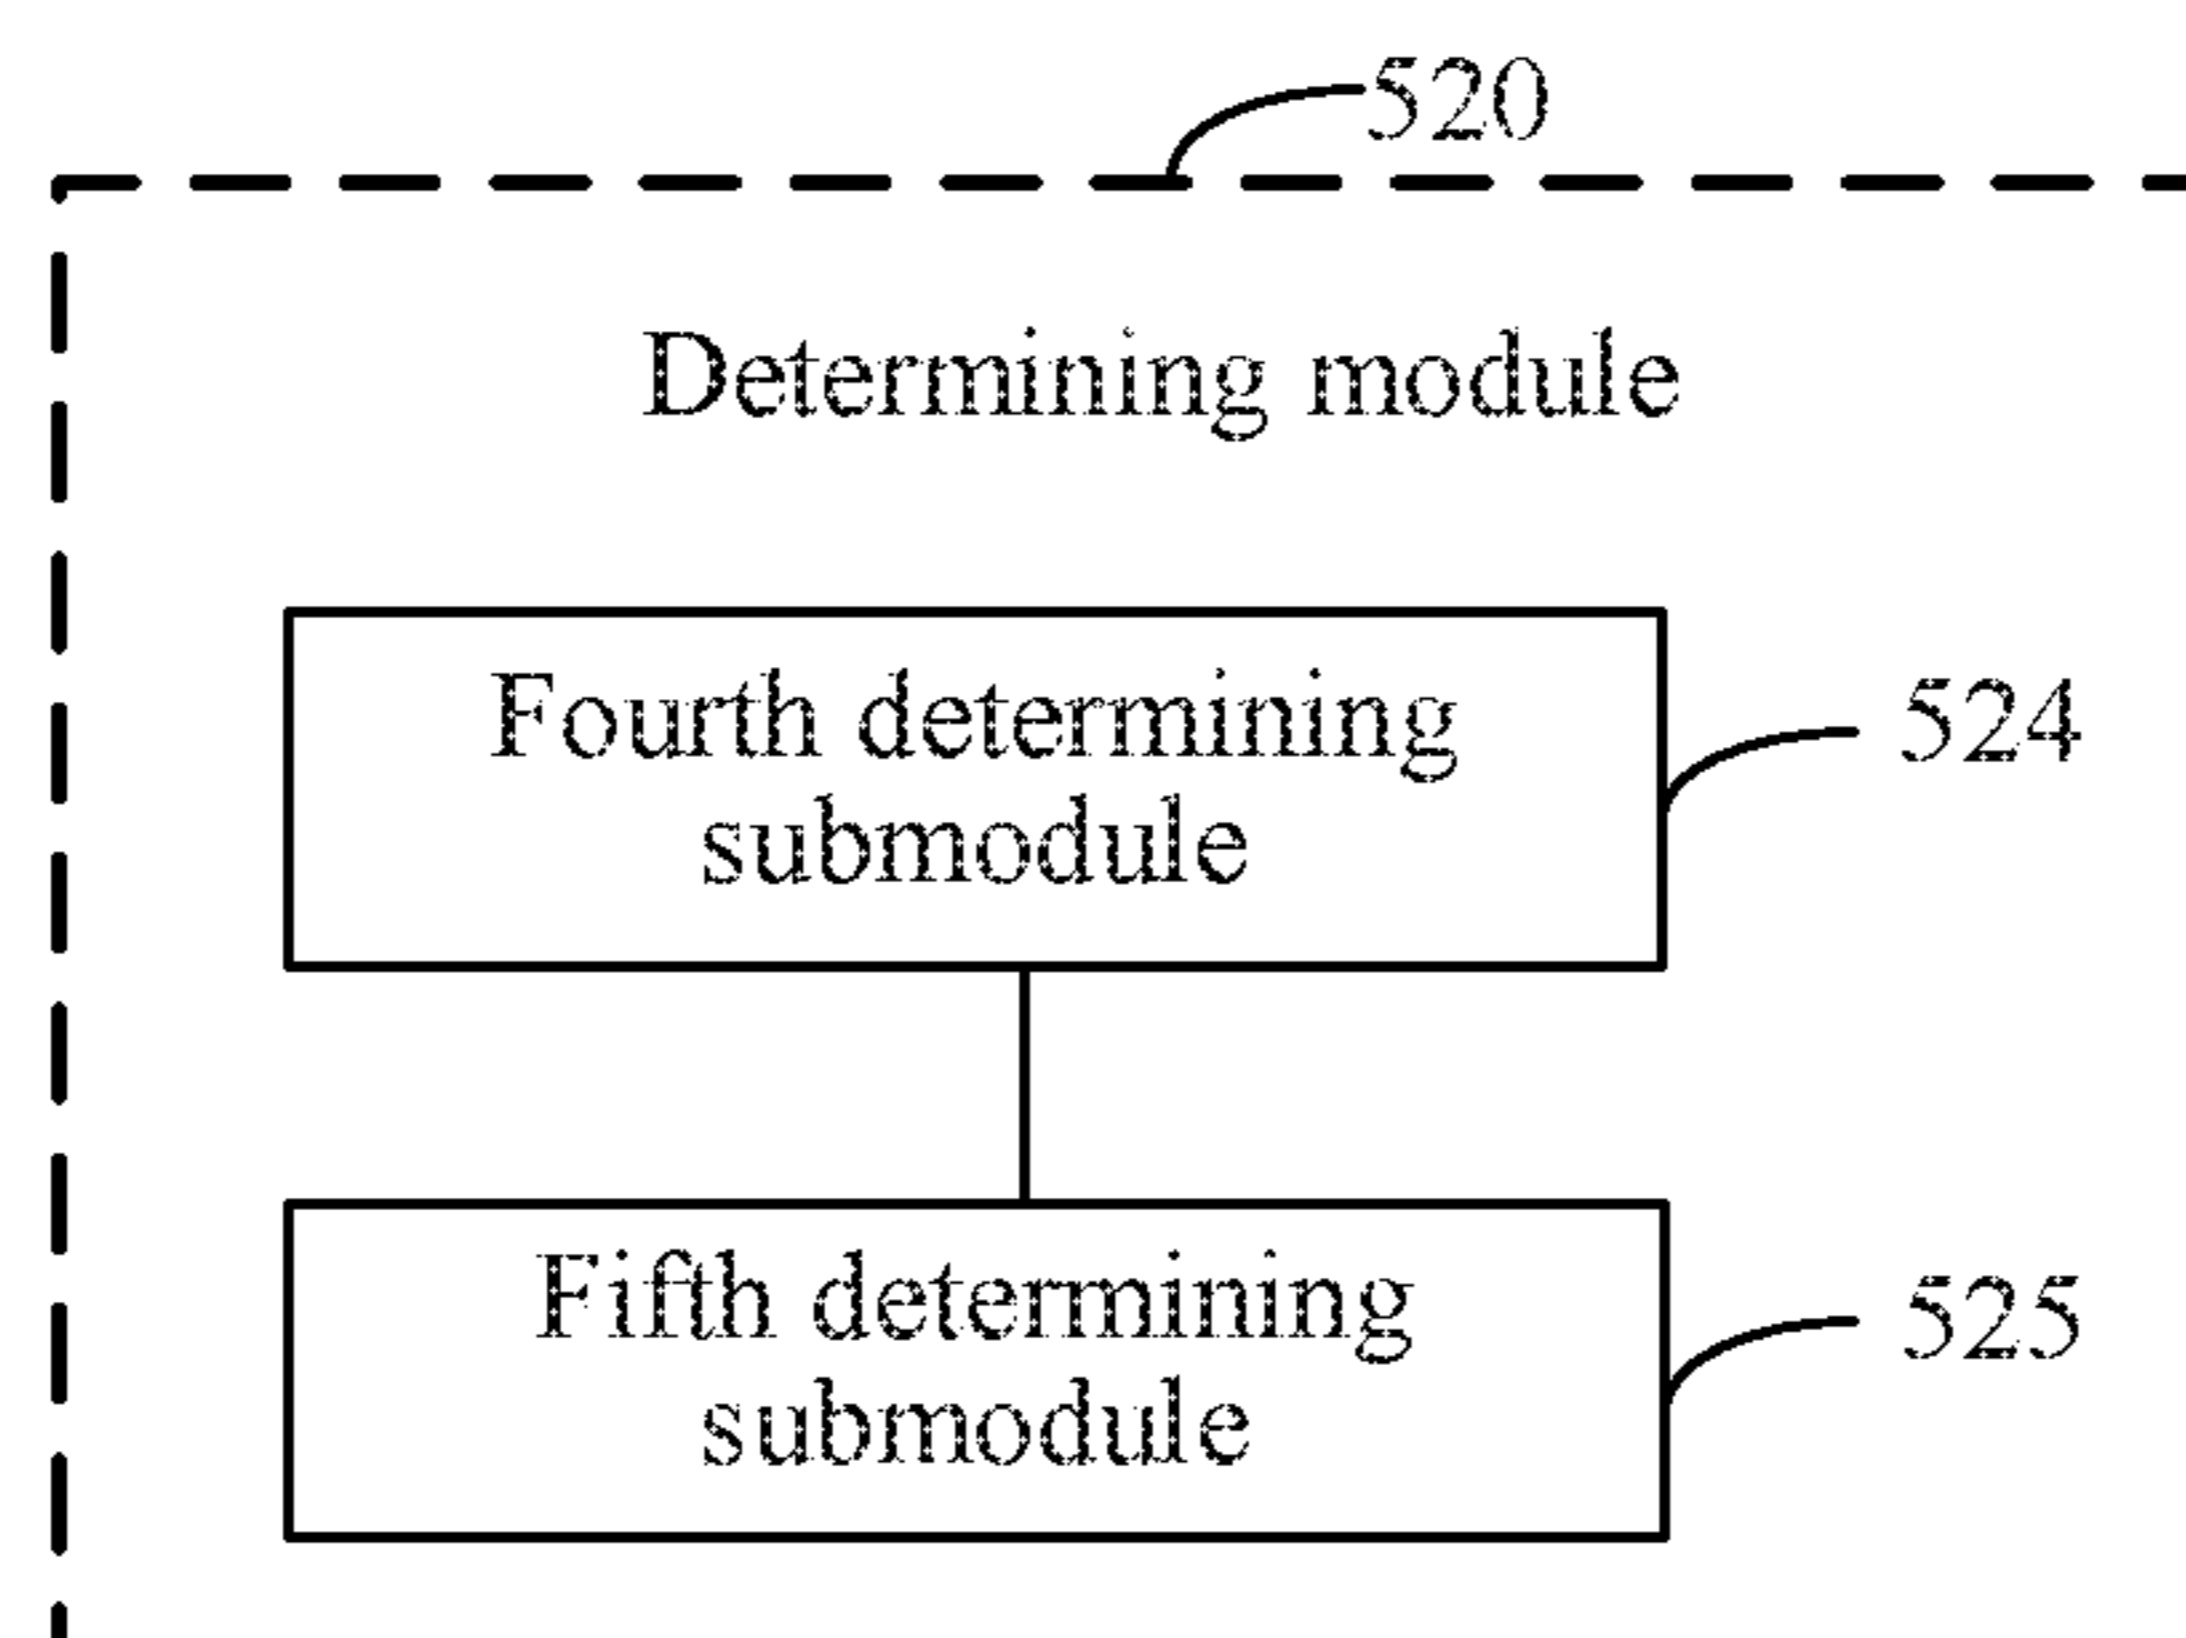 520
Determining module
Fourth determining
submodule
524
Fifth determining
submodule
525